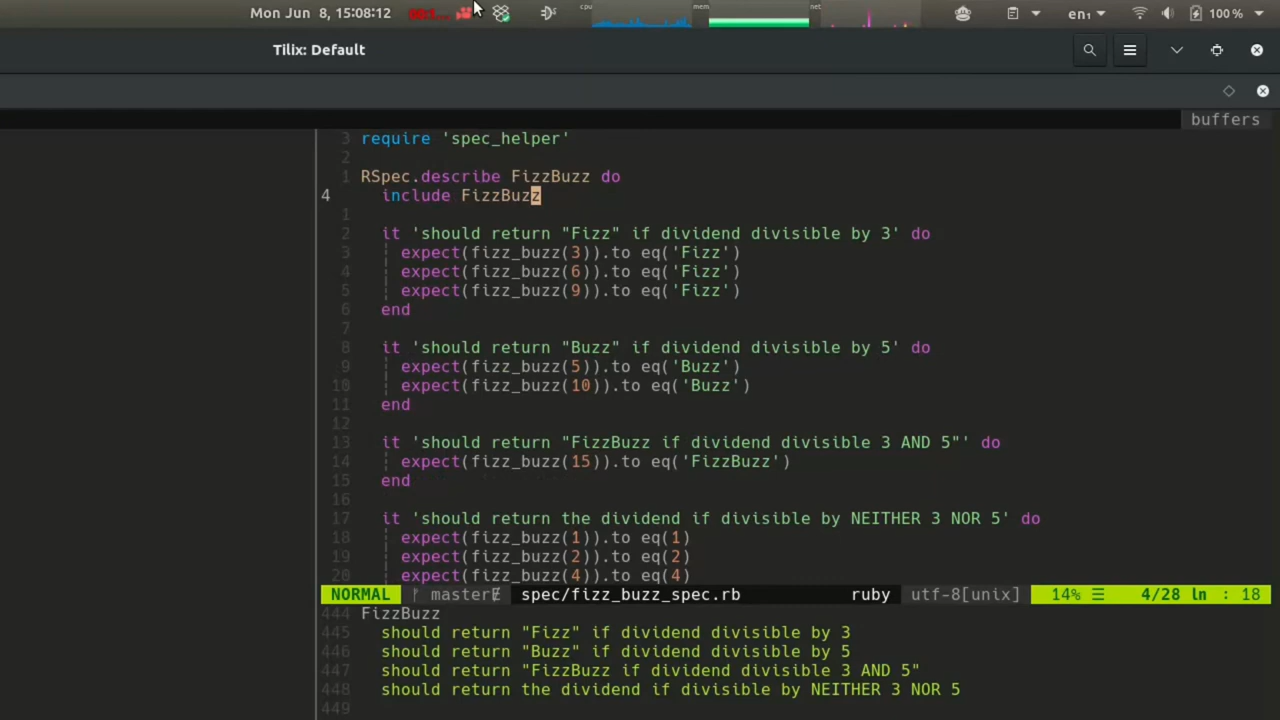 Mon Jun 8, 15:08:12 cpu mem net en₁ 100 %
Tilix: Default
buffers
3 require 'spec_helper'
2
1 RSpec.describe FizzBuzz do
4 include FizzBuzz
1
2 it 'should return "Fizz" if dividend divisible by 3' do
3 expect(fizz_buzz(3)).to eq('Fizz')
4 expect(fizz_buzz(6)).to eq('Fizz')
5 expect(fizz_buzz(9)).to eq('Fizz')
6 end
7
8 it 'should return "Buzz" if dividend divisible by 5' do
9 expect(fizz_buzz(5)).to eq('Buzz')
10 expect(fizz_buzz(10)).to eq('Buzz')
11 end
12
13 it 'should return "FizzBuzz if dividend divisible 3 AND 5"' do
14 expect(fizz_buzz(15)).to eq('FizzBuzz')
15 end
16
17 it 'should return the dividend if divisible by NEITHER 3 NOR 5' do
18 expect(fizz_buzz(1)).to eq(1)
19 expect(fizz_buzz(2)).to eq(2)
20 expect(fizz_buzz(4)).to eq(4)
NORMAL master spec/fizz_buzz_spec.rb ruby utf-8[unix] 14% ☰ 4/28 ln : 18
444 FizzBuzz
445 should return "Fizz" if dividend divisible by 3
446 should return "Buzz" if dividend divisible by 5
447 should return "FizzBuzz if dividend divisible 3 AND 5"
448 should return the dividend if divisible by NEITHER 3 NOR 5
449